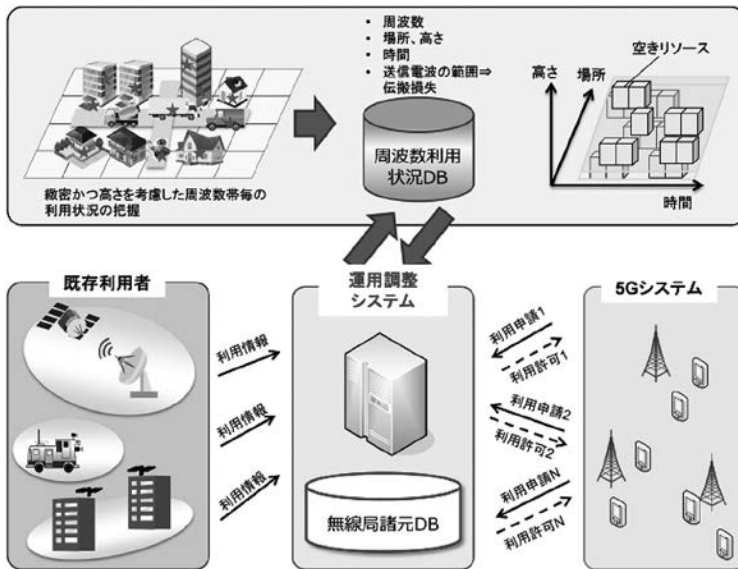 • 周波数
• 場所、高さ
• 時間
• 送信電波の範囲⇒
伝搬損失
周波数利用
状況DB
緻密かつ高さを考慮した周波数帯毎の
利用状況の把握
空きリソース
高さ
場所
時間
既存利用者
利用情報
利用情報
利用情報
運用調整
システム
無線局諸元DB
5Gシステム
利用申請1
利用許可1
利用申請2
利用許可2
利用申請N
利用許可N